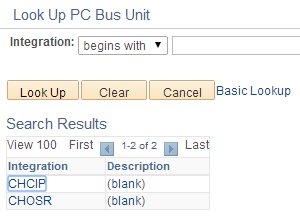 Look Up PC Bus Unit
Integration: begins with
Look Up Clear Cancel Basic Lookup
Search Results
View 100 First 1-2 of 2 Last
Integration Description
CHCIP (blank)
CHOSR (blank)